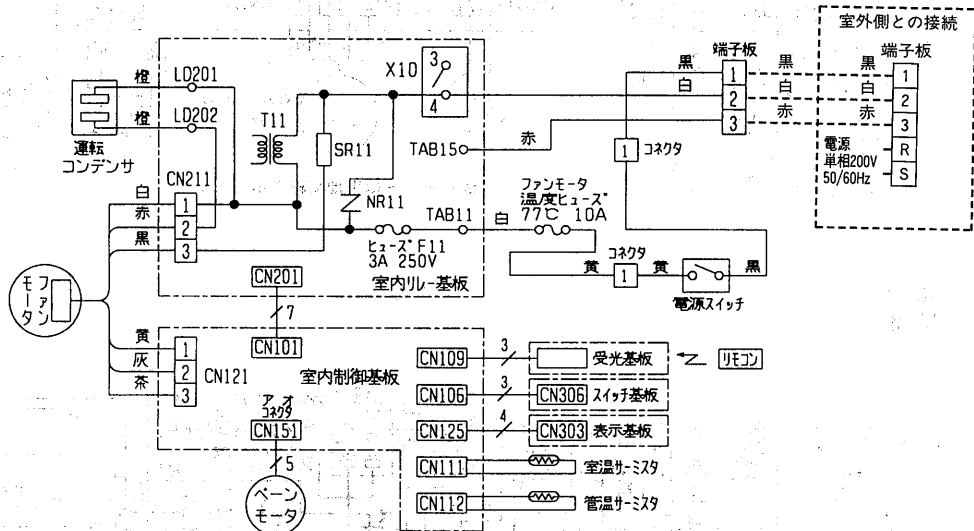 室外側との接続
端子板
黒 1
白 2
赤 3
電源
単相200V
50/60Hz
R
S
端子板
黒 1 黒
白 2 白
3 赤
橙 LD201
橙 LD202
運転
コンデンサ
X10
3
4
T11
SR11
TAB15
赤
1 コネクタ
CN211
白 1
赤 2
黒 3
NR11
TAB11
白
ファンモータ
温度ヒューズ
77℃ 10A
ヒューズF11
3A 250V
室内リレー基板
コネクタ
黄 1 黄
黒
電源スイッチ
CN201
7
CN101
ファン
モータ
黄 1
灰 2
茶 3
CN121
室内制御基板
アオ
コネクタ
CN151
5
ベーン
モータ
CN109 3 受光基板 リモコン
CN106 3 CN306 スイッチ基板
CN125 4 CN303 表示基板
CN111 室温サーミスタ
CN112 管温サーミスタ